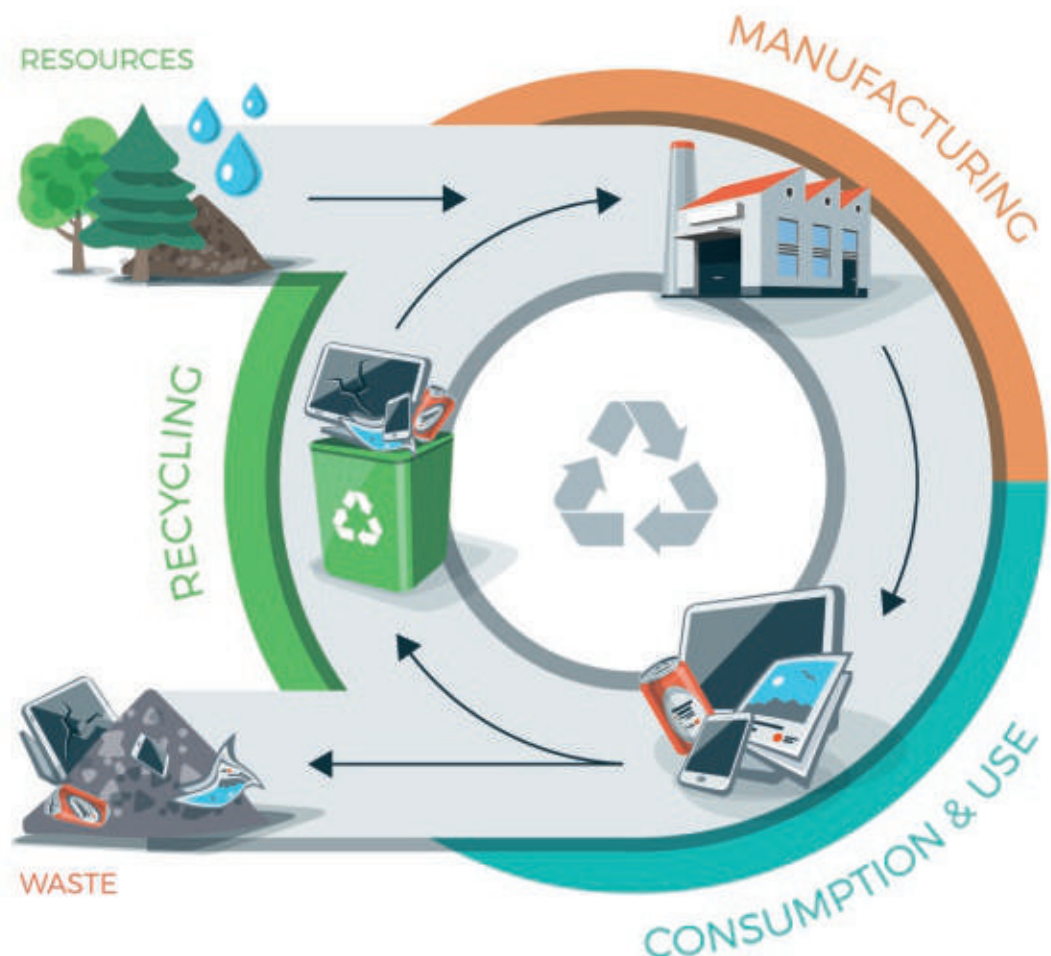 RESOURCES
MANUFACTURING
RECYCLING
WASTE
CONSUMPTION & USE